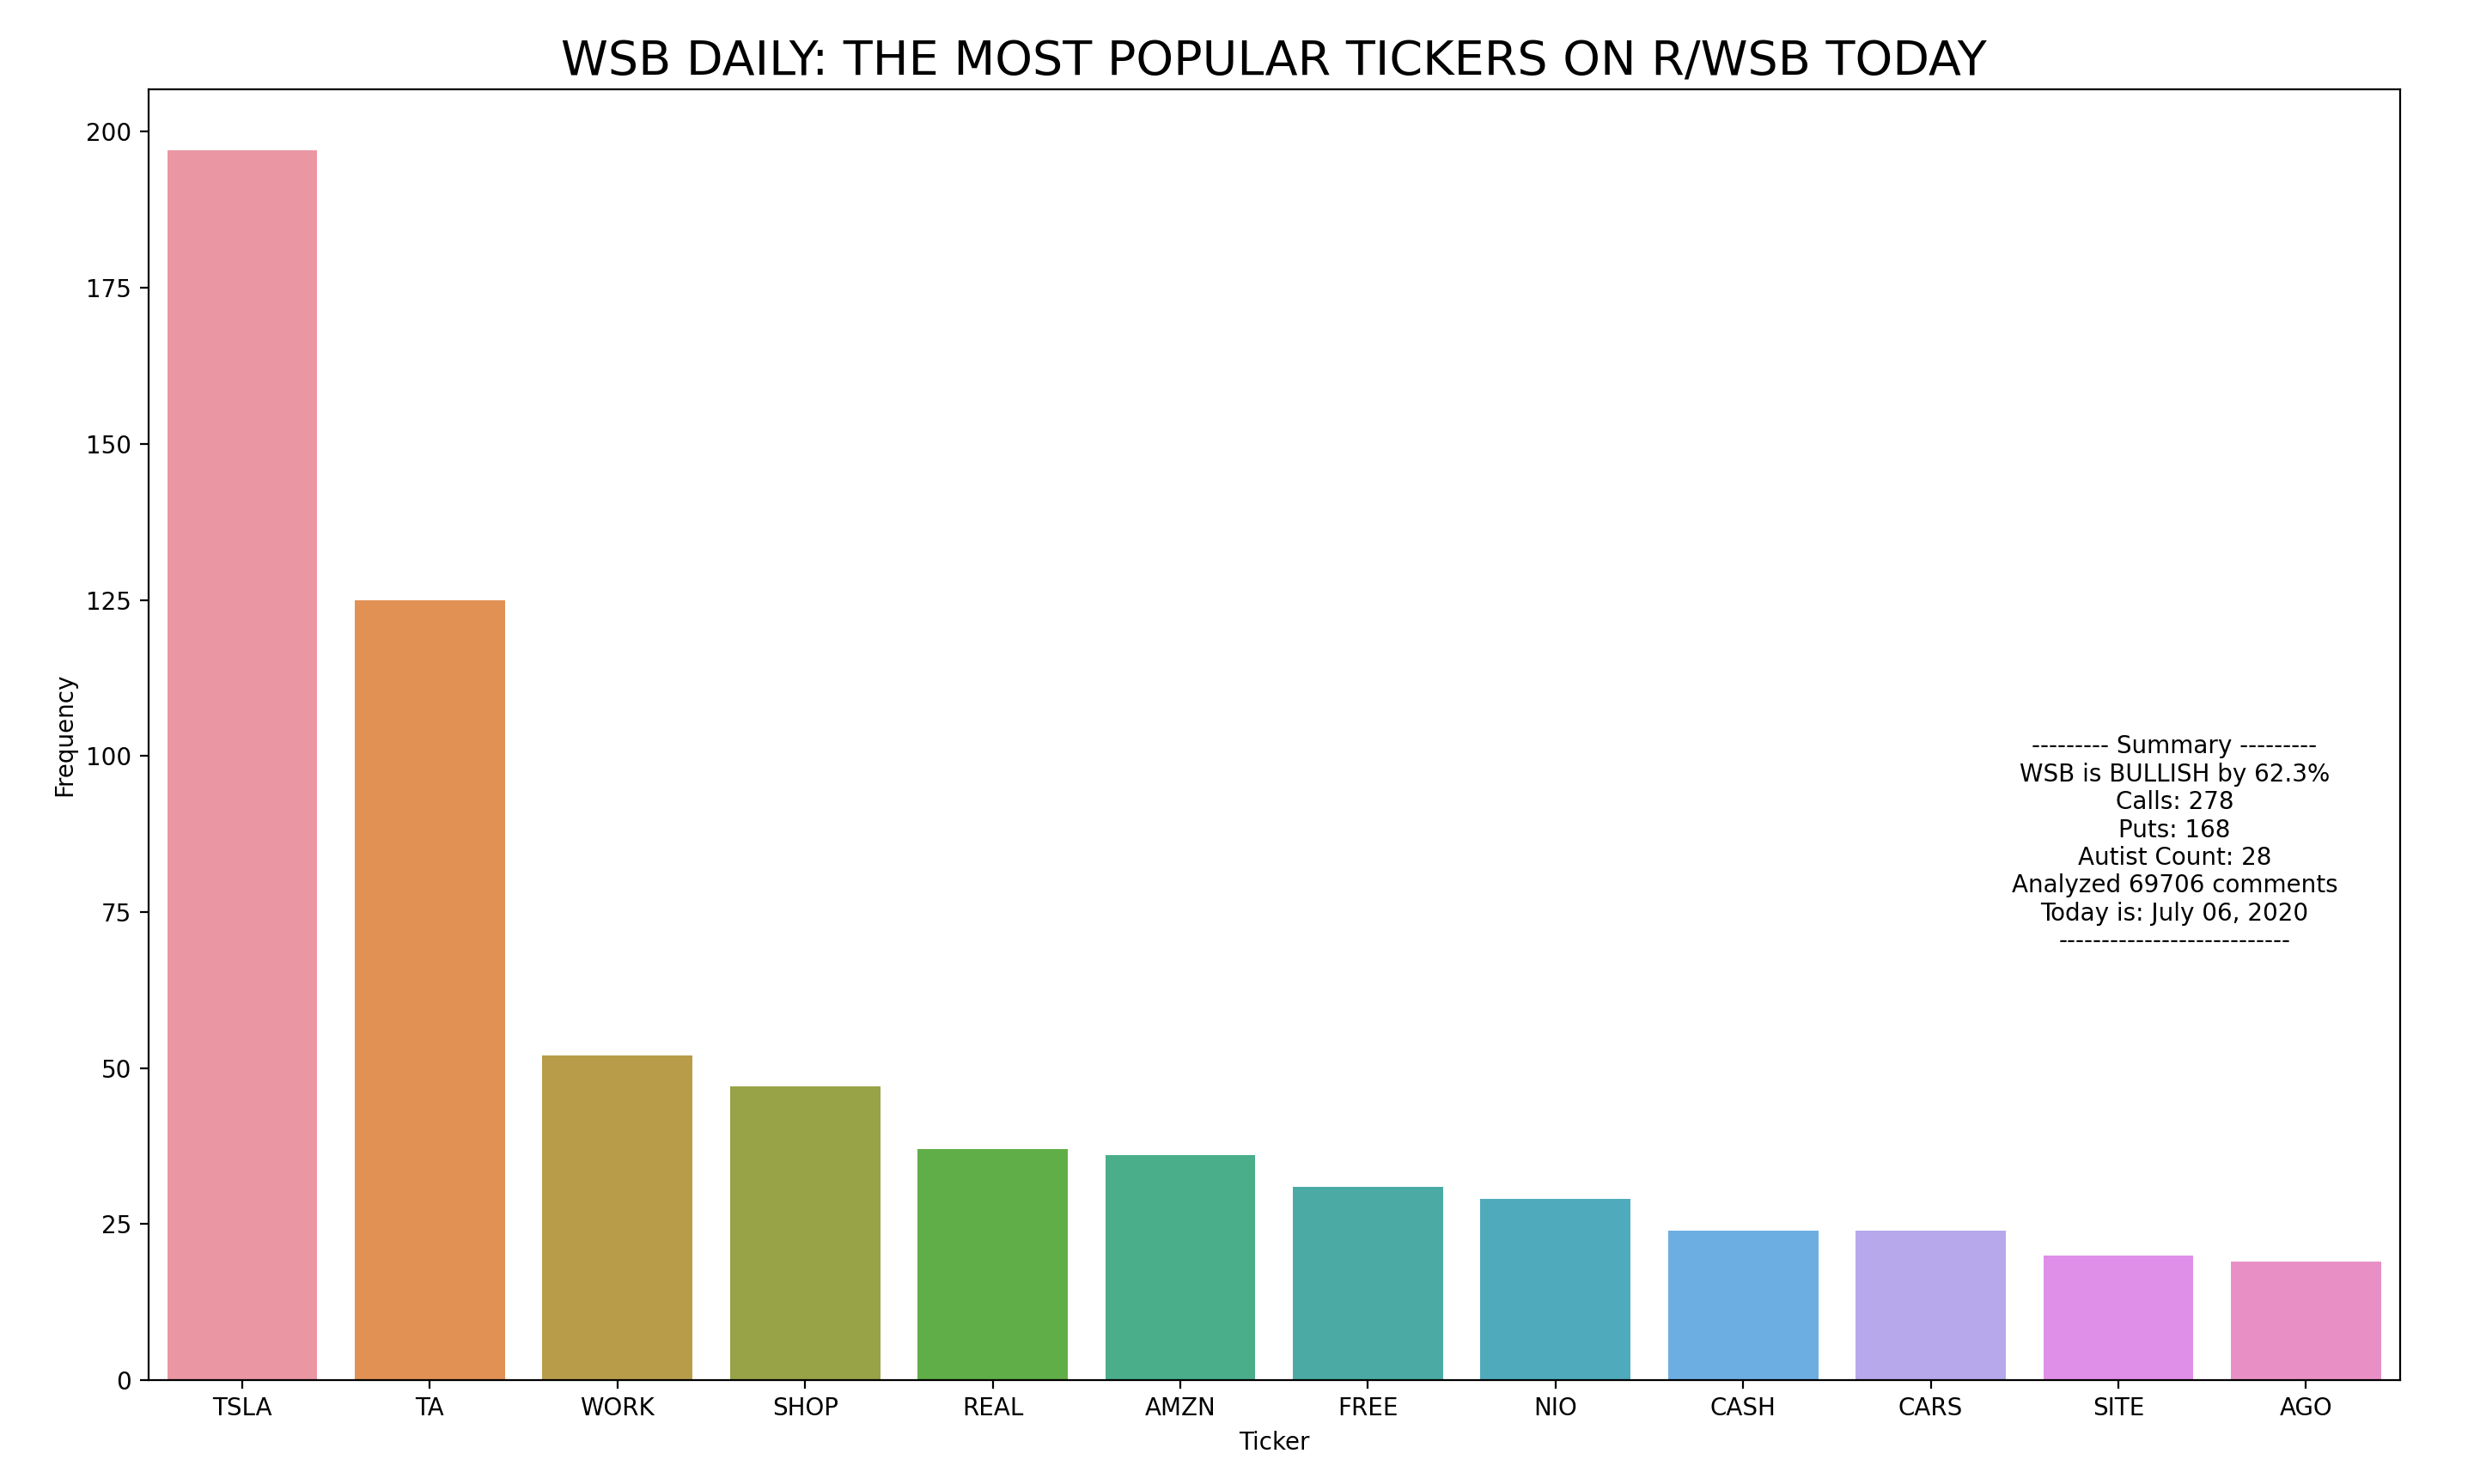 WSB DAILY: THE MOST POPULAR TICKERS ON R/WSB TODAY
200
175
150
125
100
75
50
25
0
Frequency
--------- Summary ---------
WSB is BULLISH by 62.3%
Calls: 278
Puts: 168
Autist Count: 28
Analyzed 69706 comments
Today is: July 06, 2020
---------------------------
TSLA TA WORK SHOP REAL AMZN FREE NIO CASH CARS SITE AGO
Ticker